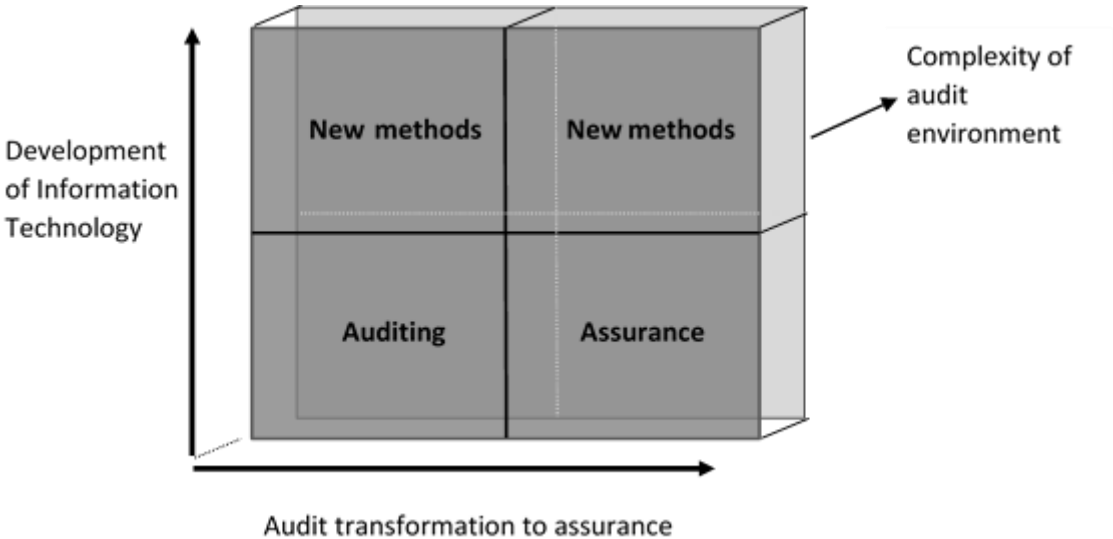 Complexity of
audit
environment
New methods
New methods
Development
of Information
Technology
Auditing
Assurance
Audit transformation to assurance